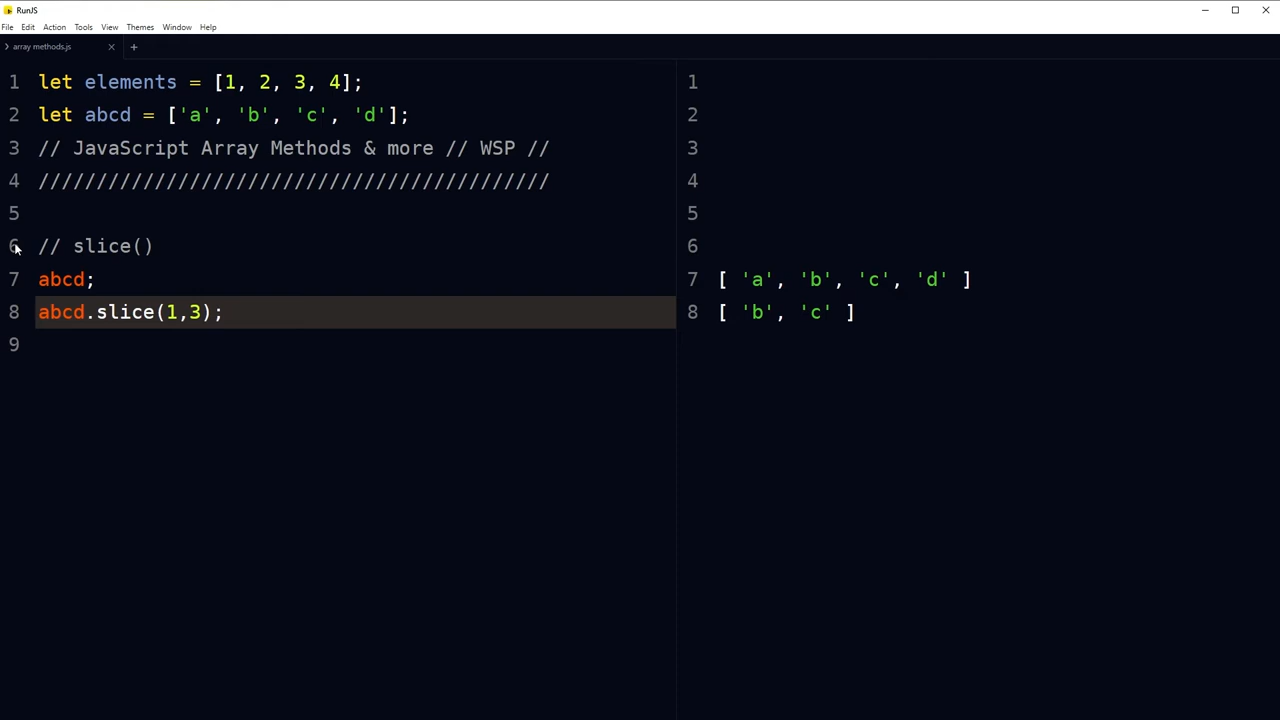 RunJS
File Edit Action Tools View Themes Window Help
array methods.js
1 let elements = [1, 2, 3, 4];
2 let abcd = ['a', 'b', 'c', 'd'];
3 // JavaScript Array Methods & more // WSP //
4 ////////////////////////////////////////////
5
6 // slice()
7 abcd;
8 abcd.slice(1,3);
9
1
2
3
4
5
6
7 [ 'a', 'b', 'c', 'd' ]
8 [ 'b', 'c' ]